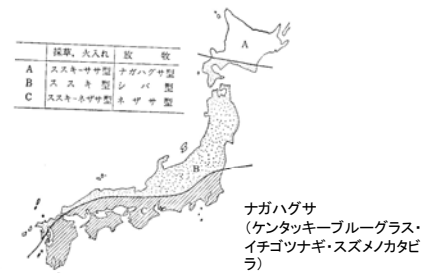 採草，火入れ 放牧
A ススキ-ササ型 ナガハグサ型
B ススキ型 シバ型
C ススキ-ネザサ型 ネザサ型
A
B
C
ナガハグサ
（ケンタッキーブルーグラス・
イチゴツナギ・スズメノカタビ
ラ）